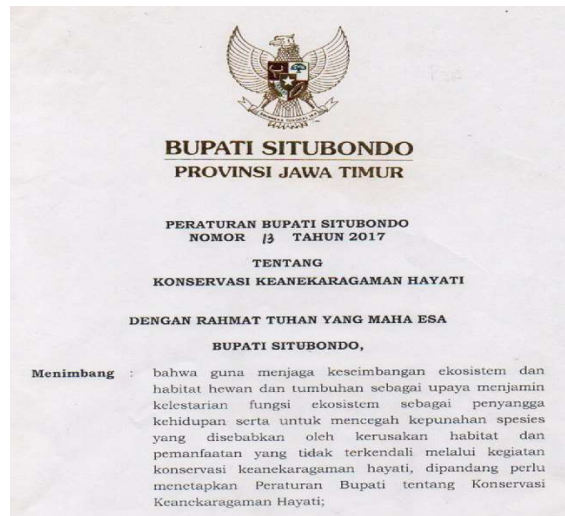 BUPATI SITUBONDO
PROVINSI JAWA TIMUR
PERATURAN BUPATI SITUBONDO
NOMOR 13 TAHUN 2017
TENTANG
KONSERVASI KEANEKARAGAMAN HAYATI
DENGAN RAHMAT TUHAN YANG MAHA ESA
BUPATI SITUBONDO,
Menimbang : bahwa guna menjaga keseimbangan ekosistem dan
habitat hewan dan tumbuhan sebagai upaya menjamin
kelestarian fungsi ekosistem sebagai penyangga
kehidupan serta untuk mencegah kepunahan spesies
yang disebabkan oleh kerusakan habitat dan
pemanfaatan yang tidak terkendali melalui kegiatan
konservasi keanekaragaman hayati, dipandang perlu
menetapkan Peraturan Bupati tentang Konservasi
Keanekaragaman Hayati;